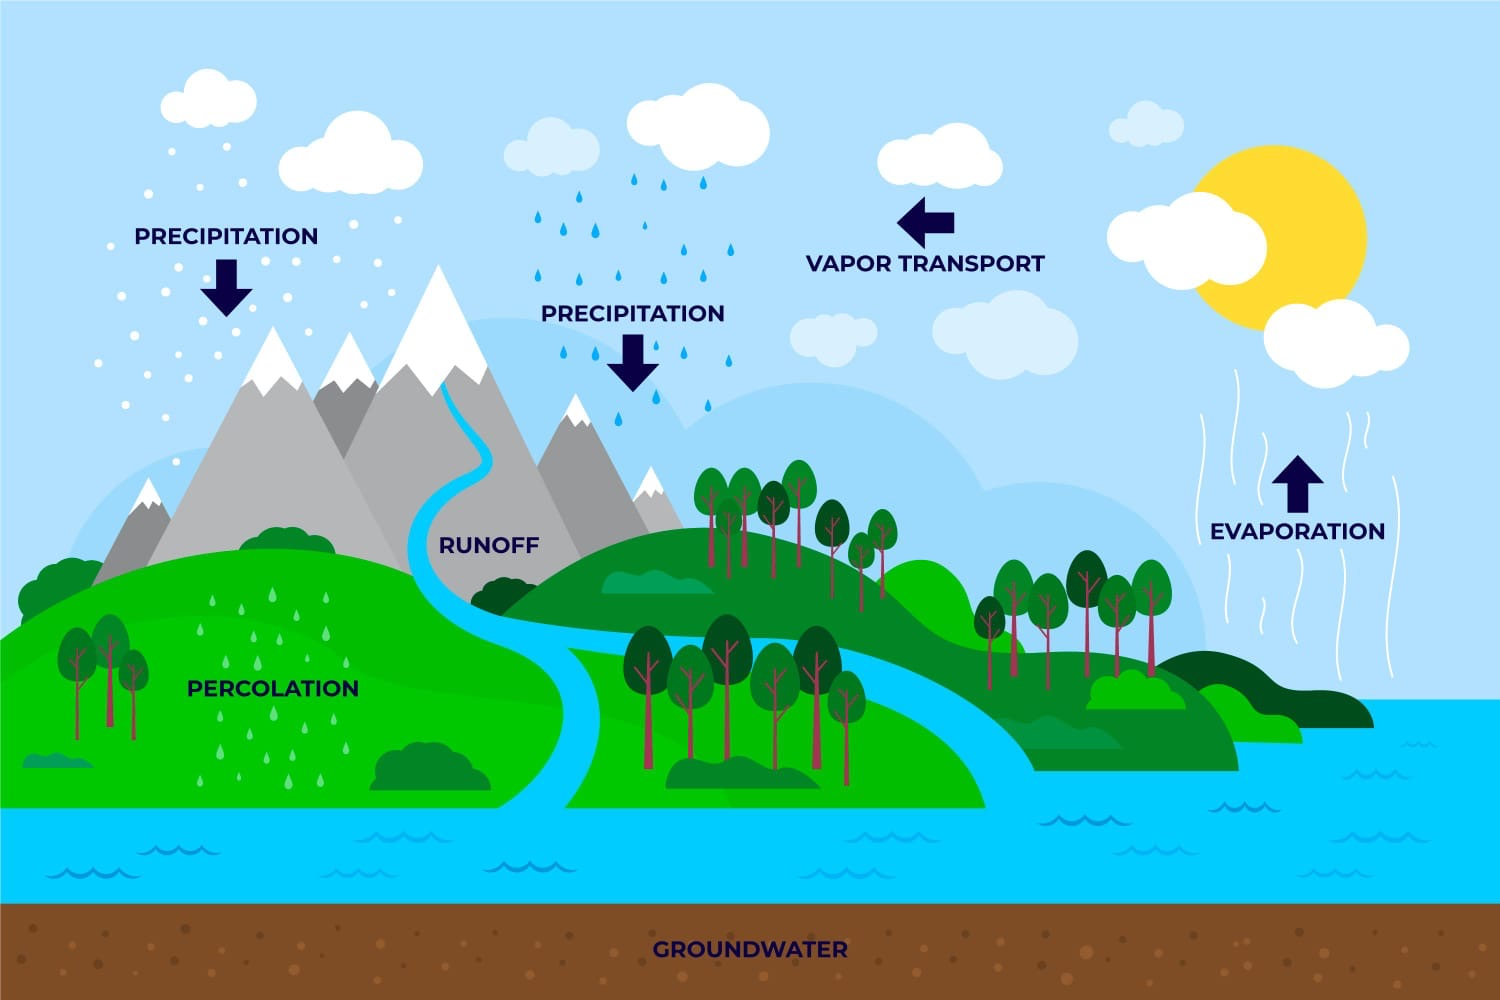 PRECIPITATION
PRECIPITATION
VAPOR TRANSPORT
EVAPORATION
RUNOFF
PERCOLATION
GROUNDWATER